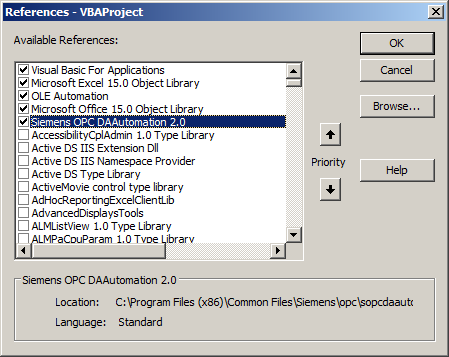 References - VBAProject
Available References:
Visual Basic For Applications
Microsoft Excel 15.0 Object Library
OLE Automation
Microsoft Office 15.0 Object Library
Siemens OPC DAAutomation 2.0
AccessibilityCplAdmin 1.0 Type Library
Active DS IIS Extension Dll
Active DS IIS Namespace Provider
Active DS Type Library
ActiveMovie control type library
AdHocReportingExcelClientLib
AdvancedDisplaysTools
ALMListView 1.0 Type Library
ALMPaCpuParam 1.0 Type Library
OK
Cancel
Browse...
Priority
Help
Siemens OPC DAAutomation 2.0
Location: C:\Program Files (x86)\Common Files\Siemens\opc\sopcdaauto
Language: Standard